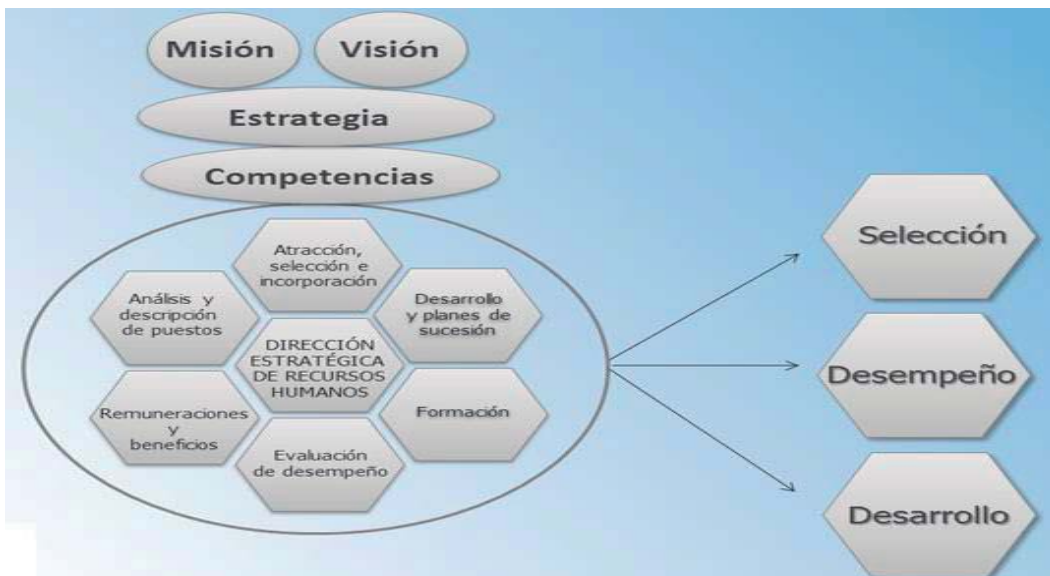 Misión
Visión
Estrategia
Competencias
Atracción,
selección e
incorporación
Análisis y
descripción
de puestos
Desarrollo
y planes de
sucesión
DIRECCIÓN
ESTRATÉGICA
DE RECURSOS
HUMANOS
Remuneraciones
y
beneficios
Formación
Evaluación
de desempeño
Selección
Desempeño
Desarrollo